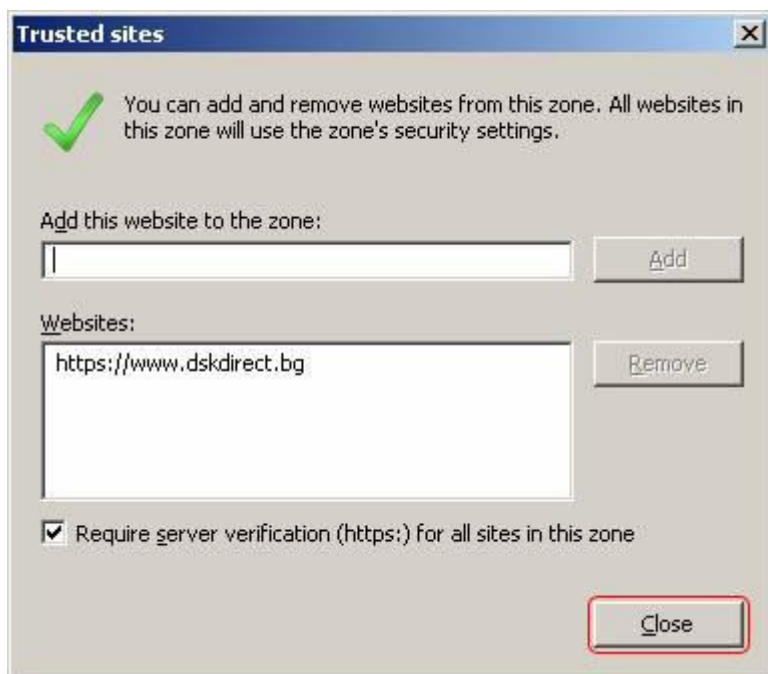 Trusted sites
You can add and remove websites from this zone. All websites in
this zone will use the zone's security settings.
Add this website to the zone:
Add
Websites:
https://www.dskdirect.bg
Remove
Require server verification (https:) for all sites in this zone
Close